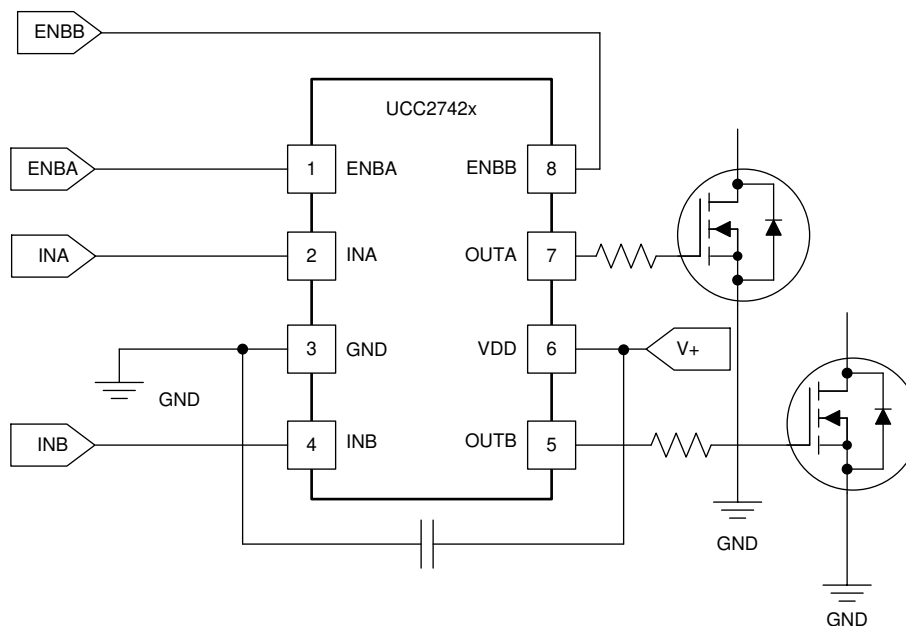 ENBB
UCC2742x
ENBA
1
ENBA
ENBB
8
INA
2
INA
OUTA
7
GND
3
GND
VDD
6
V+
INB
4
INB
OUTB
5
GND
GND